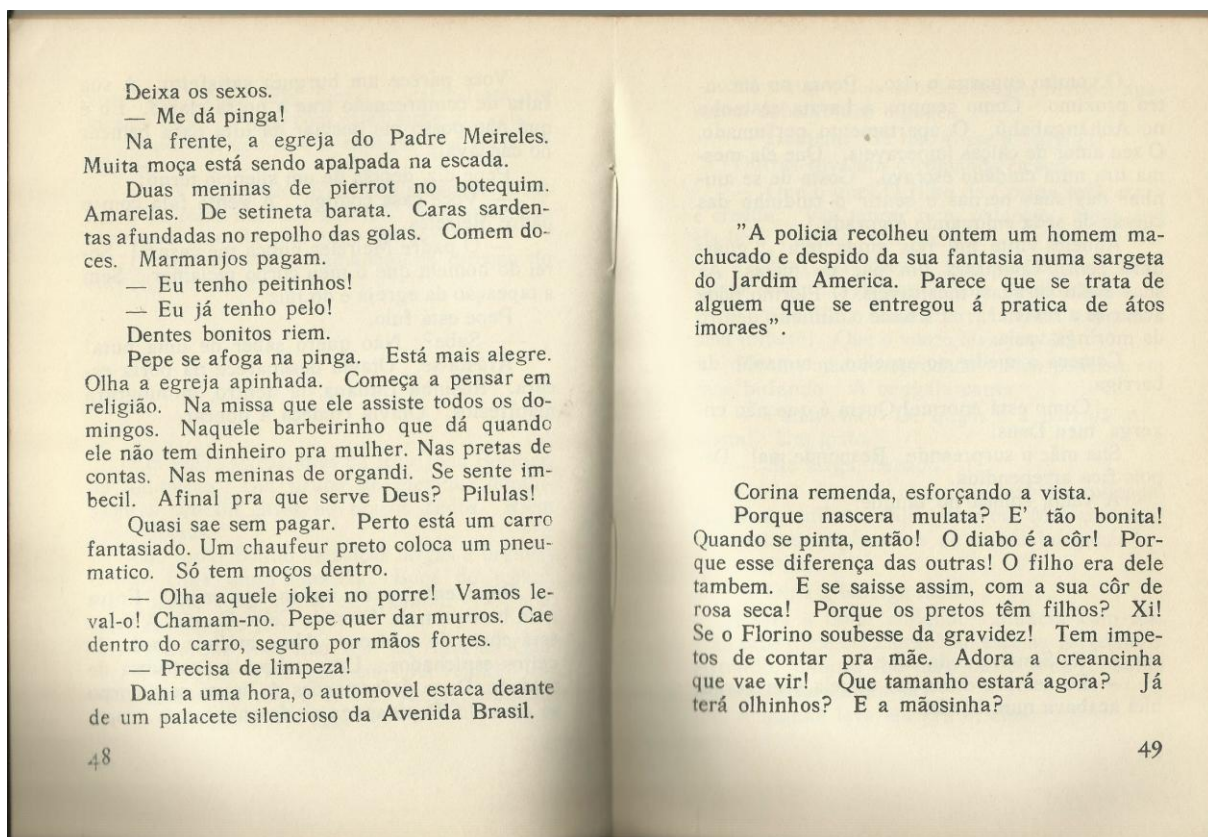 Deixa os sexos.
— Me dá pinga!
Na frente, a egreja do Padre Meireles.
Muita moça está sendo apalpada na escada.
Duas meninas de pierrot no botequim.
Amarelas. De setineta barata. Caras sarden-
tas afundadas no repolho das golas. Comem do-
ces. Marmanjos pagam.
— Eu tenho peitinhos!
— Eu já tenho pelo!
Dentes bonitos riem.
Pepe se afoga na pinga. Está mais alegre.
Olha a egreja apinhada. Começa a pensar em
religião. Na missa que ele assiste todos os do-
mingos. Naquele barbeirinho que dá quando
ele não tem dinheiro pra mulher. Nas pretas de
contas. Nas meninas de organdi. Se sente im-
becil. Afinal pra que serve Deus? Pilulas!
Quasi sae sem pagar. Perto está um carro
fantasiado. Um chaufeur preto coloca um pneu-
matico. Só tem moços dentro.
— Olha aquele jokei no porre! Vamos le-
val-o! Chamam-no. Pepe quer dar murros. Cae
dentro do carro, seguro por mãos fortes.
— Precisa de limpeza!
Dahi a uma hora, o automovel estaca deante
de um palacete silencioso da Avenida Brasil.
48
"A policia recolheu ontem um homem ma-
chucado e despido da sua fantasia numa sargeta
do Jardim America. Parece que se trata de
alguem que se entregou á pratica de átos
imoraes".
Corina remenda, esforçando a vista.
Porque nascera mulata? E' tão bonita!
Quando se pinta, então! O diabo é a côr! Por-
que esse diferença das outras! O filho era dele
tambem. E se saisse assim, com a sua côr de
rosa seca! Porque os pretos têm filhos? Xi!
Se o Florino soubesse da gravidez! Tem impe-
tos de contar pra mãe. Adora a creancinha
que vae vir! Que tamanho estará agora? Já
terá olhinhos? E a mãosinha?
49